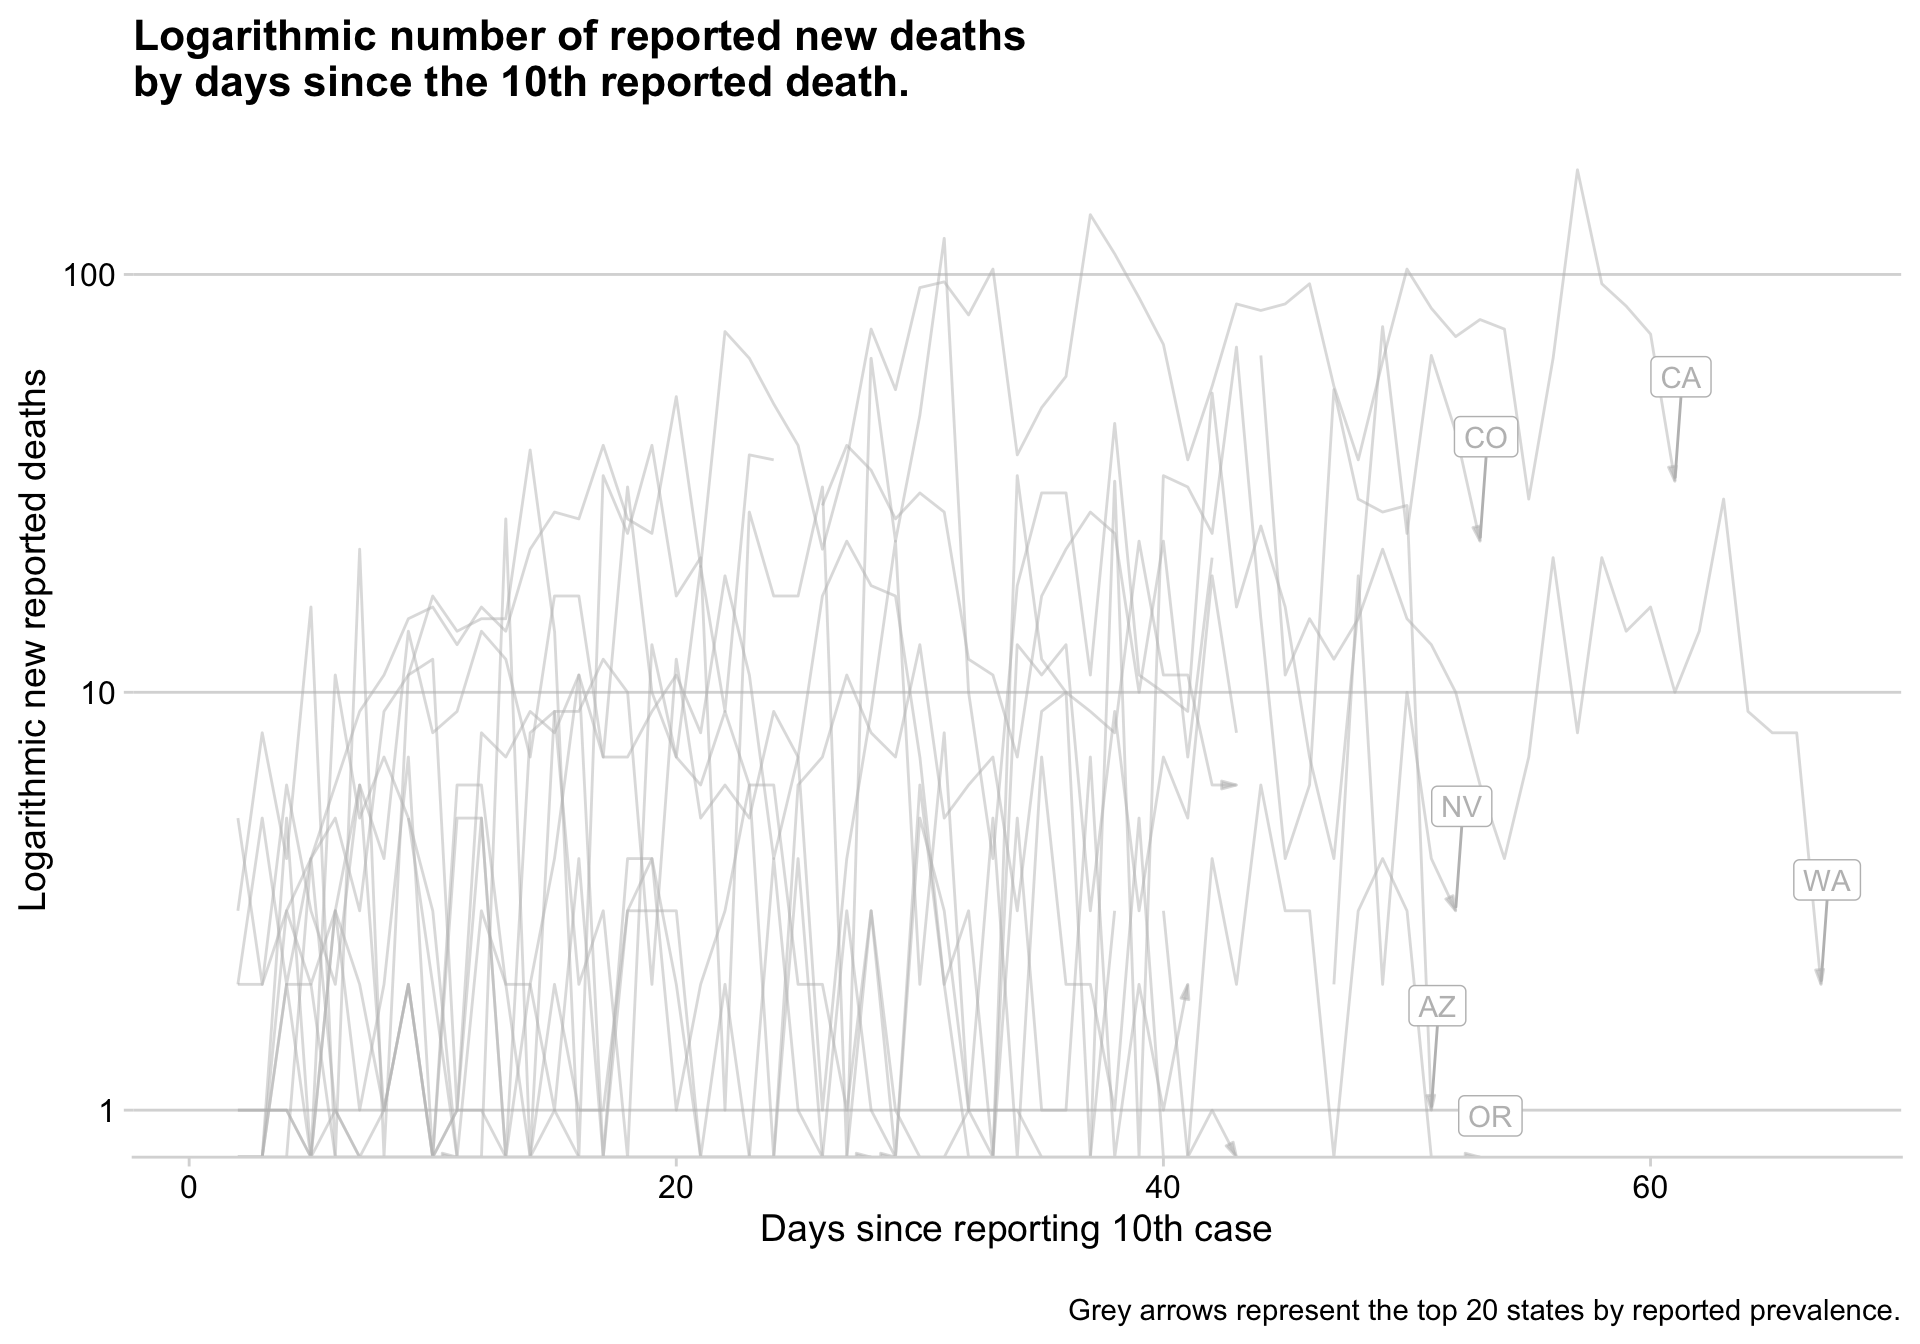 Logarithmic number of reported new deaths
by days since the 10th reported death.
Logarithmic new reported deaths
100
10
1
CA
CO
NV
WA
AZ
OR
0
20
40
60
Days since reporting 10th case
Grey arrows represent the top 20 states by reported prevalence.